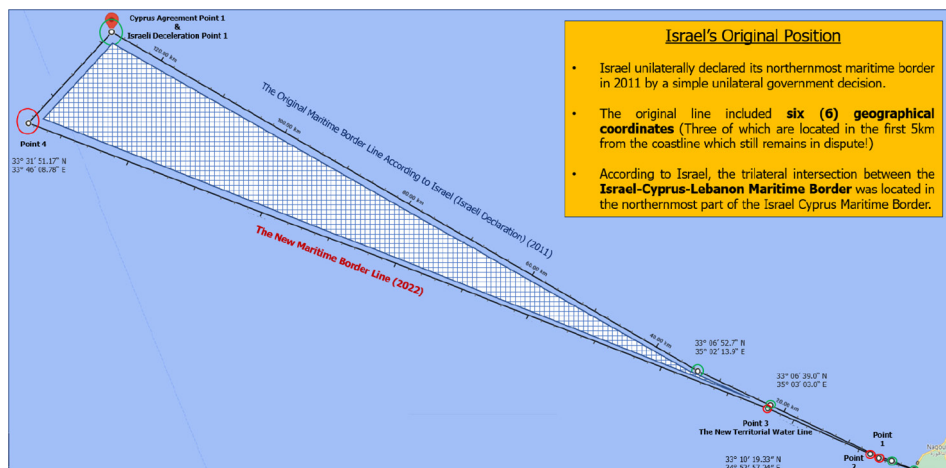 Cyprus Agreement Point 1
&
Israeli Deceleration Point 1
Israel's Original Position
• Israel unilaterally declared its northernmost maritime border
in 2011 by a simple unilateral government decision.
• The original line included six (6) geographical
coordinates (Three of which are located in the first 5km
from the coastline which still remains in dispute!)
• According to Israel, the trilateral intersection between the
Israel-Cyprus-Lebanon Maritime Border was located in
the northernmost part of the Israel Cyprus Maritime Border.
120.00 km
100.00 km
80.00 km
60.00 km
40.00 km
20.00 km
The Original Maritime Border Line According to Israel (Israeli Declaration) (2011)
The New Maritime Border Line (2022)
Point 4
33° 31' 51.17" N
33° 46' 08.78" E
33° 06' 52.7" N
35° 02' 13.9" E
33° 06' 39.0" N
35° 03' 03.0" E
Point 3
The New Territorial Water Line
Point
1
Point
33° 10' 19.33" N